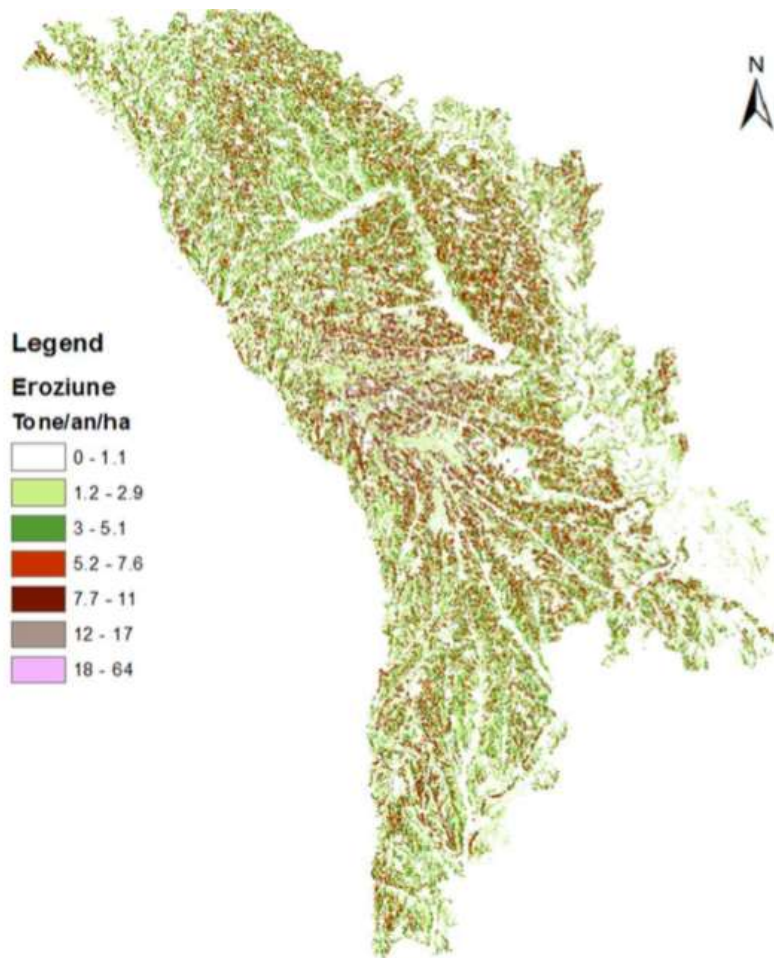 N
Legend
Eroziune
Tone/an/ha
0 - 1.1
1.2 - 2.9
3 - 5.1
5.2 - 7.6
7.7 - 11
12 - 17
18 - 64